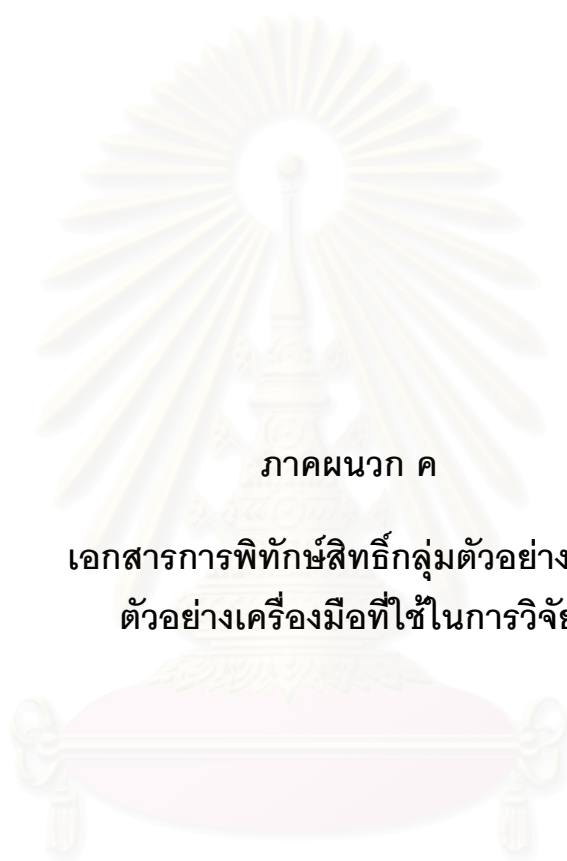 ภาคผนวก ค
เอกสารการพิทักษ์สิทธิ์กลุ่มตัวอย่าง
ตัวอย่างเครื่องมือที่ใช้ในการวิจัย